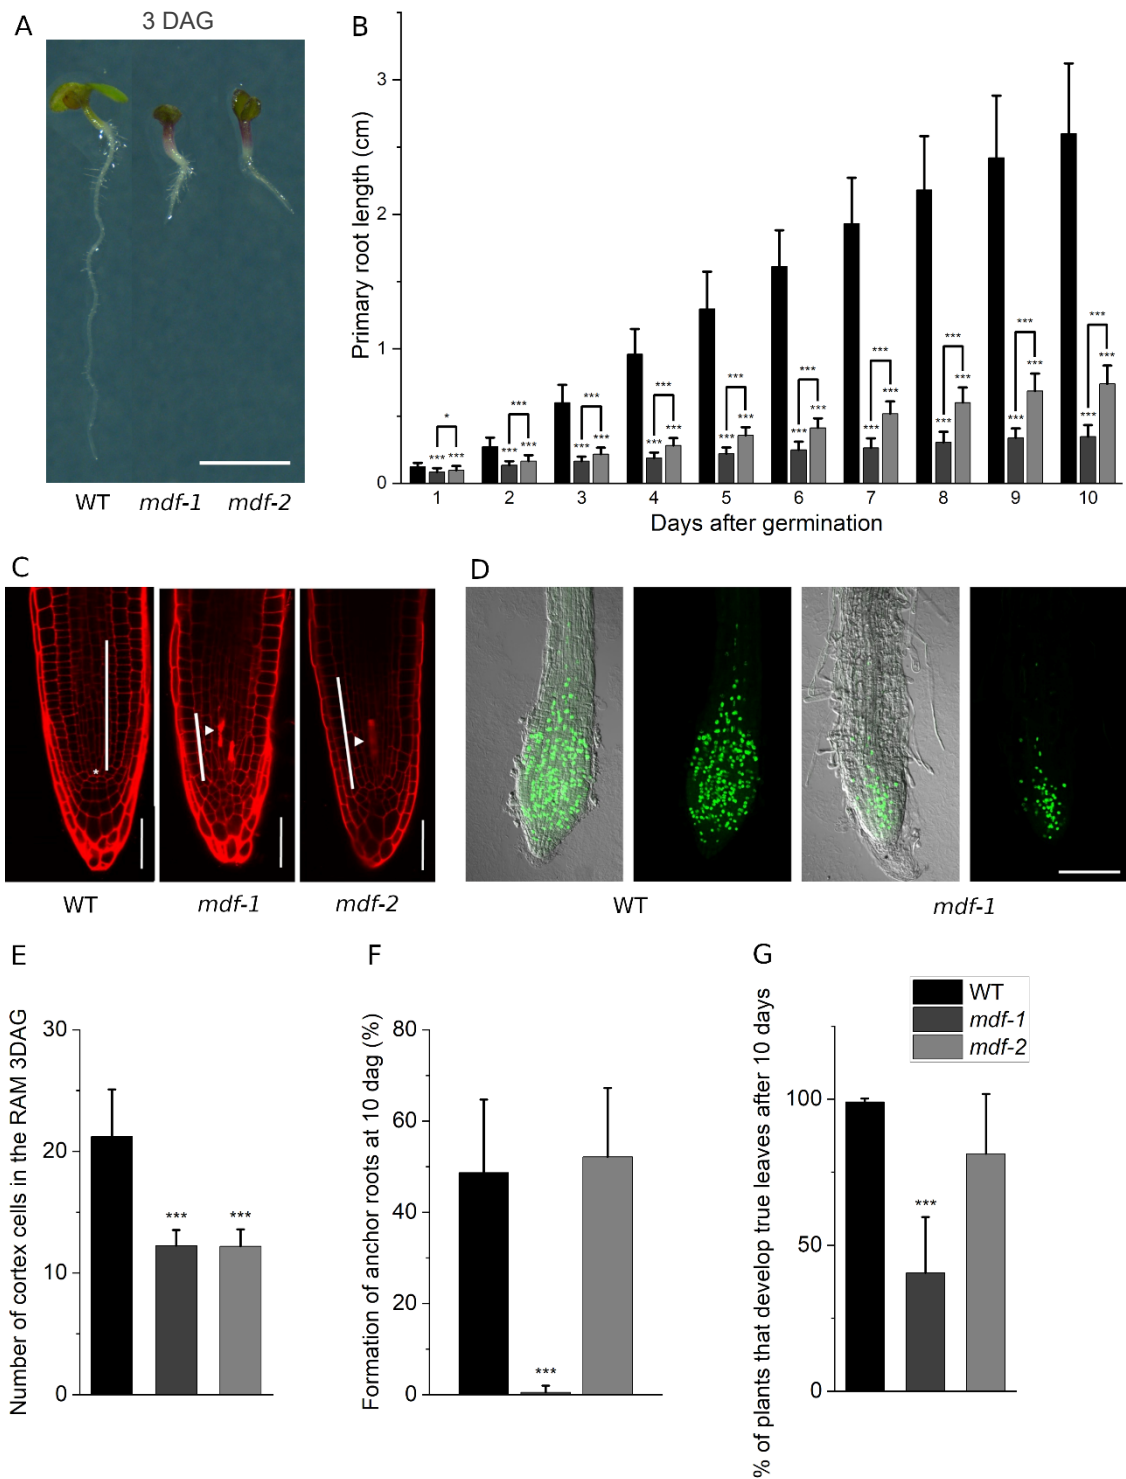 A
3 DAG
WT mdf-1 mdf-2
B
Primary root length (cm)
3
2
1
0
*
*** ***
***
*** ***
***
*** ***
***
*** ***
***
*** ***
***
*** ***
***
*** ***
***
*** ***
***
*** ***
***
*** ***
1 2 3 4 5 6 7 8 9 10
Days after germination
C
*
WT mdf-1 mdf-2
D
WT mdf-1
E
Number of cortex cells in the RAM 3DAG
30
20
10
0
*** ***
F
Formation of anchor roots at 10 dag (%)
80
60
40
20
0
***
G
% of plants that develop true leaves after 10 days
WT
mdf-1
mdf-2
100
50
0
***